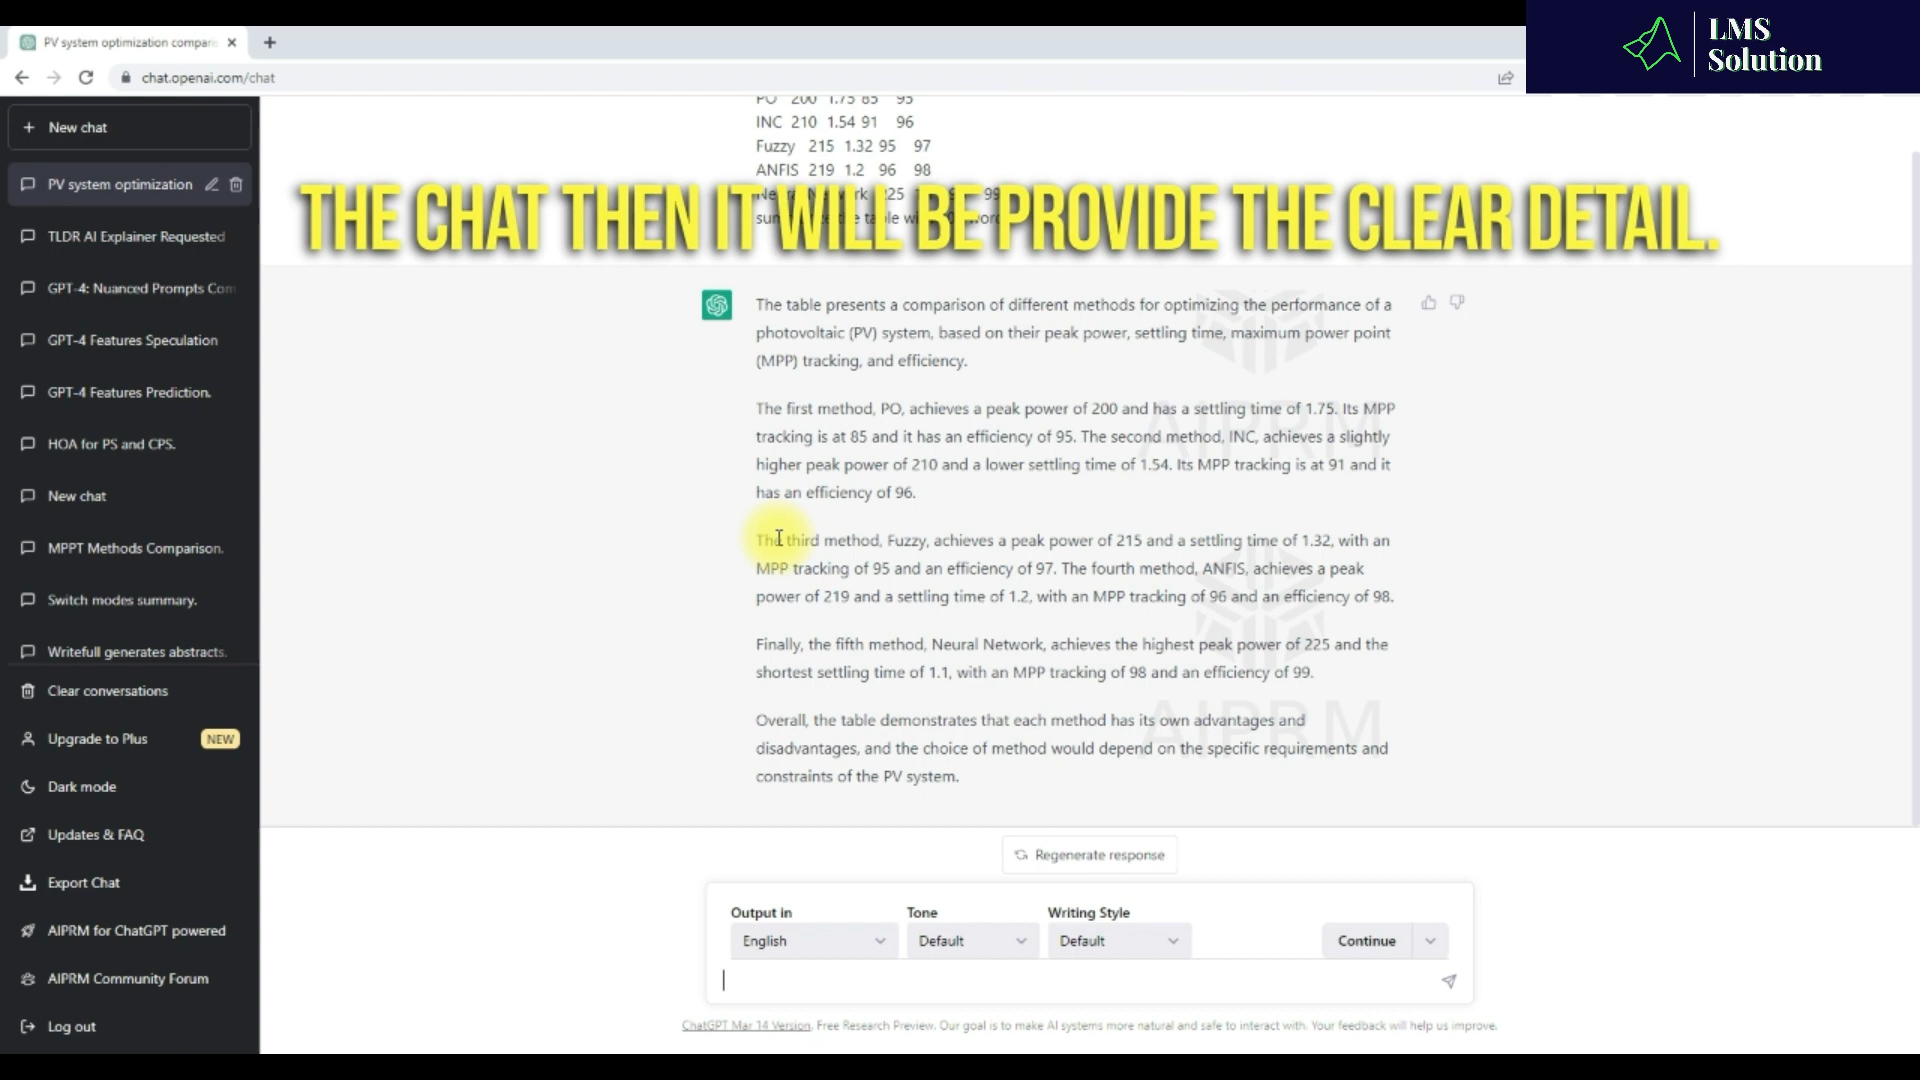 PV system optimization compari
chat.openai.com/chat
LMS
Solution
New chat
PV system optimization
TLDR AI Explainer Requested
GPT-4: Nuanced Prompts Com
GPT-4 Features Speculation
GPT-4 Features Prediction.
HOA for PS and CPS.
New chat
MPPT Methods Comparison.
Switch modes summary.
Writefull generates abstracts.
Clear conversations
Upgrade to Plus NEW
Dark mode
Updates & FAQ
Export Chat
AIPRM for ChatGPT powered
AIPRM Community Forum
Log out
PO 200 1.75 85 95
INC 210 1.54 91 96
Fuzzy 215 1.32 95 97
ANFIS 219 1.2 96 98
THE CHAT THEN IT WILL BE PROVIDE THE CLEAR DETAIL.
The table presents a comparison of different methods for optimizing the performance of a
photovoltaic (PV) system, based on their peak power, settling time, maximum power point
(MPP) tracking, and efficiency.
The first method, PO, achieves a peak power of 200 and has a settling time of 1.75. Its MPP
tracking is at 85 and it has an efficiency of 95. The second method, INC, achieves a slightly
higher peak power of 210 and a lower settling time of 1.54. Its MPP tracking is at 91 and it
has an efficiency of 96.
The third method, Fuzzy, achieves a peak power of 215 and a settling time of 1.32, with an
MPP tracking of 95 and an efficiency of 97. The fourth method, ANFIS, achieves a peak
power of 219 and a settling time of 1.2, with an MPP tracking of 96 and an efficiency of 98.
Finally, the fifth method, Neural Network, achieves the highest peak power of 225 and the
shortest settling time of 1.1, with an MPP tracking of 98 and an efficiency of 99.
Overall, the table demonstrates that each method has its own advantages and
disadvantages, and the choice of method would depend on the specific requirements and
constraints of the PV system.
AIPRM
AIPRM
Regenerate response
Output in Tone Writing Style
English Default Default Continue
ChatGPT Mar 14 Version. Free Research Preview. Our goal is to make AI systems more natural and safe to interact with. Your feedback will help us improve.